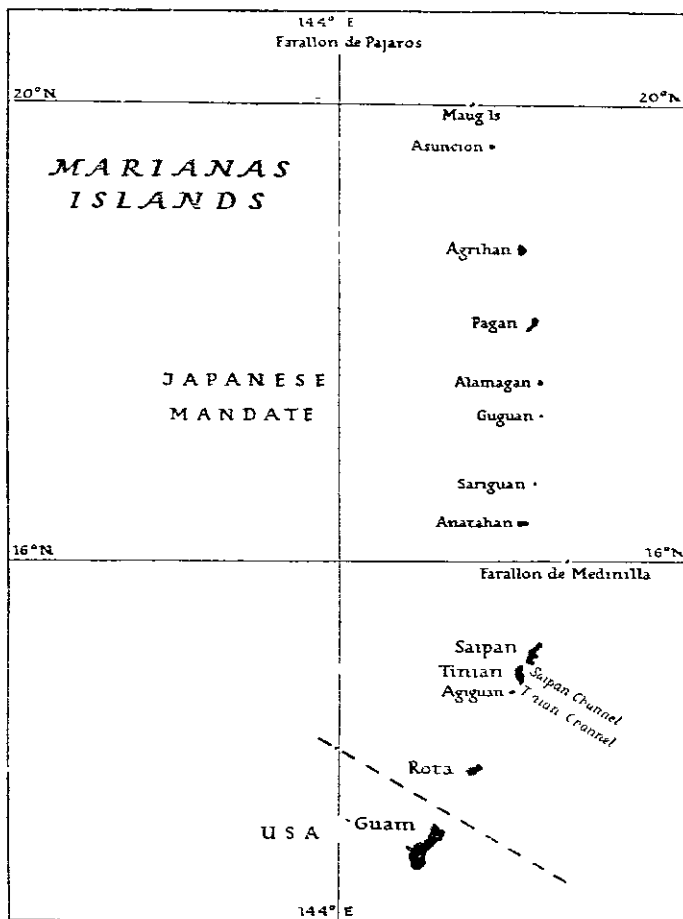 144° E
Farallon de Pajaros
20°N
20°N
Maug Is
Asuncion
MARIANAS
ISLANDS
Agrihan
Pagan
JAPANESE
MANDATE
Alamagan
Guguan
Sariguan
Anatahan
16°N
16°N
Farallon de Medinilla
Saipan
Tinian
Saipan Channel
Agiguan
Tinian Channel
Rota
Guam
USA
144° E